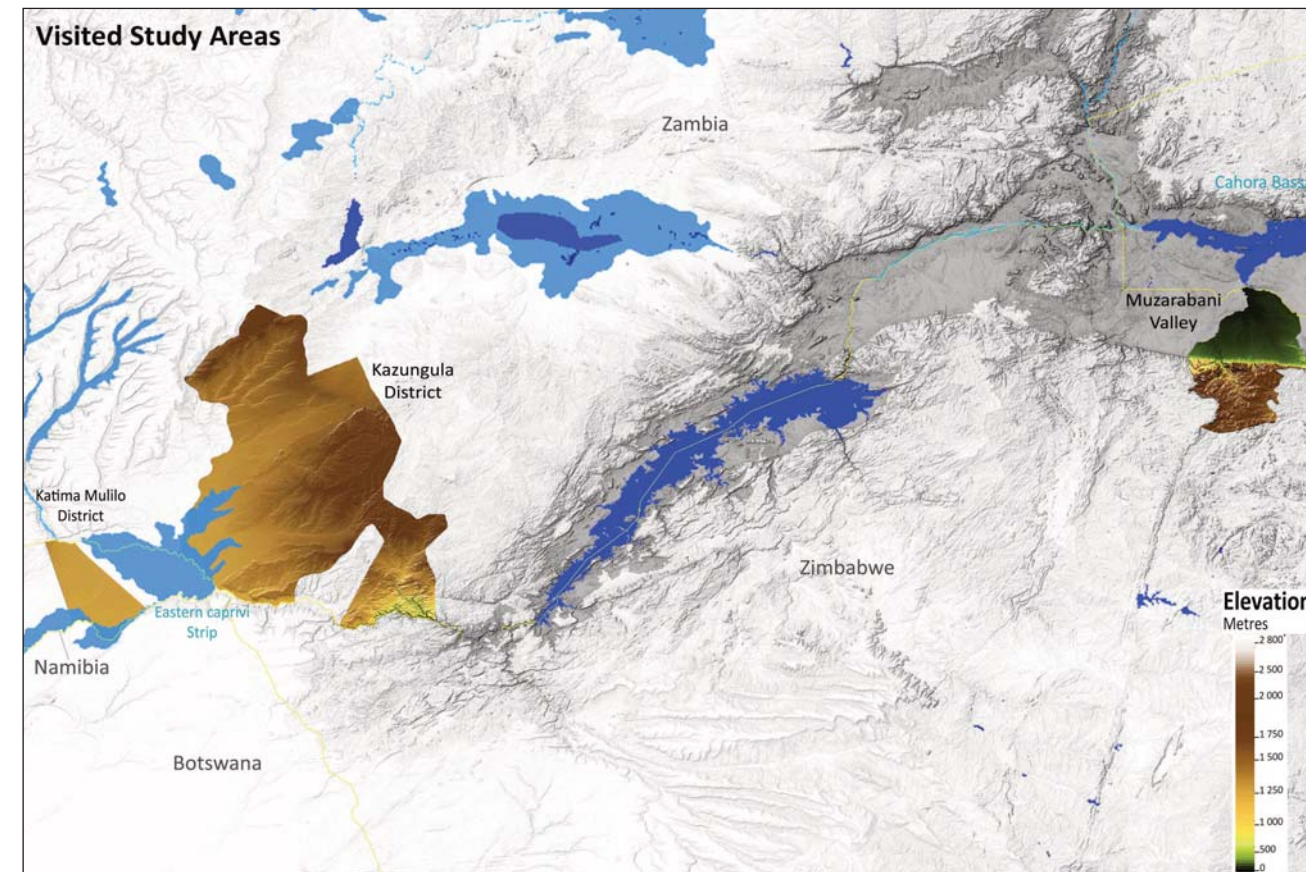 Visited Study Areas
Zambia
Cahora Bass
Muzarabani
Valley
Kazungula
District
Katima Mulilo
District
Eastern caprivi
Strip
Zimbabwe
Namibia
Botswana
Elevation
Metres
2 800
2 500
2 000
1 750
1 500
1 250
1 000
500
0